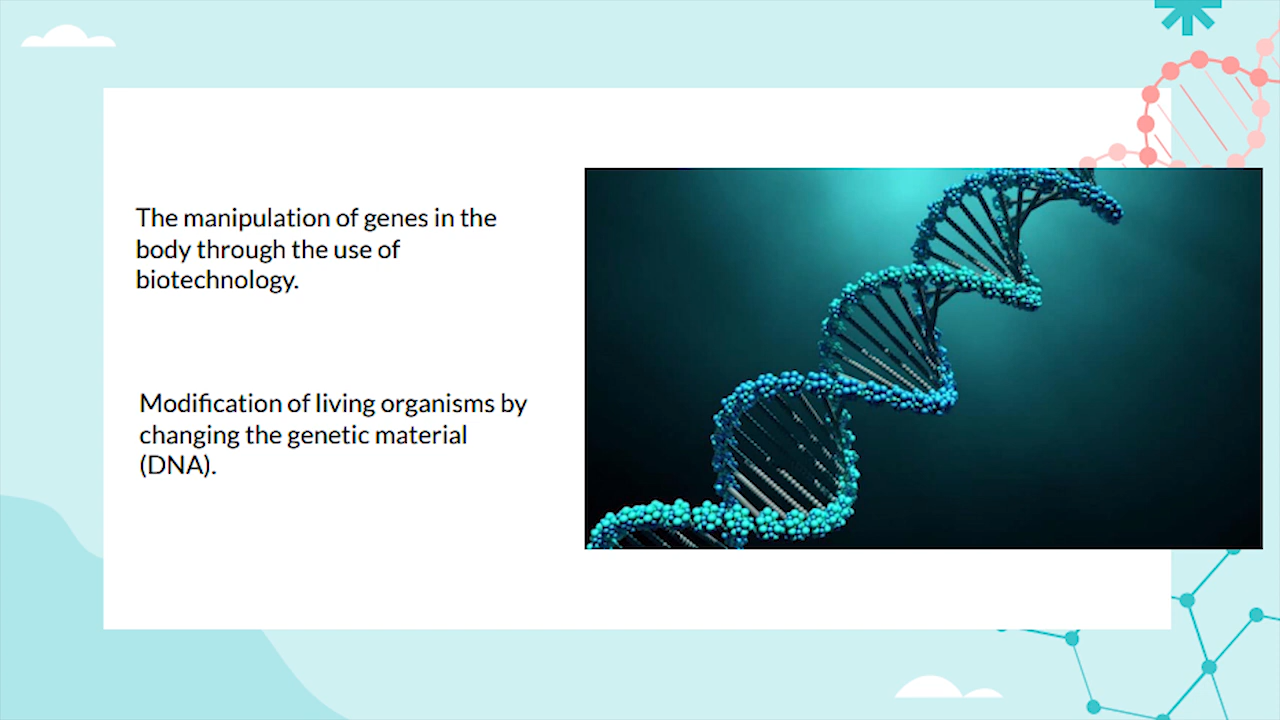 The manipulation of genes in the
body through the use of
biotechnology.
Modification of living organisms by
changing the genetic material
(DNA).